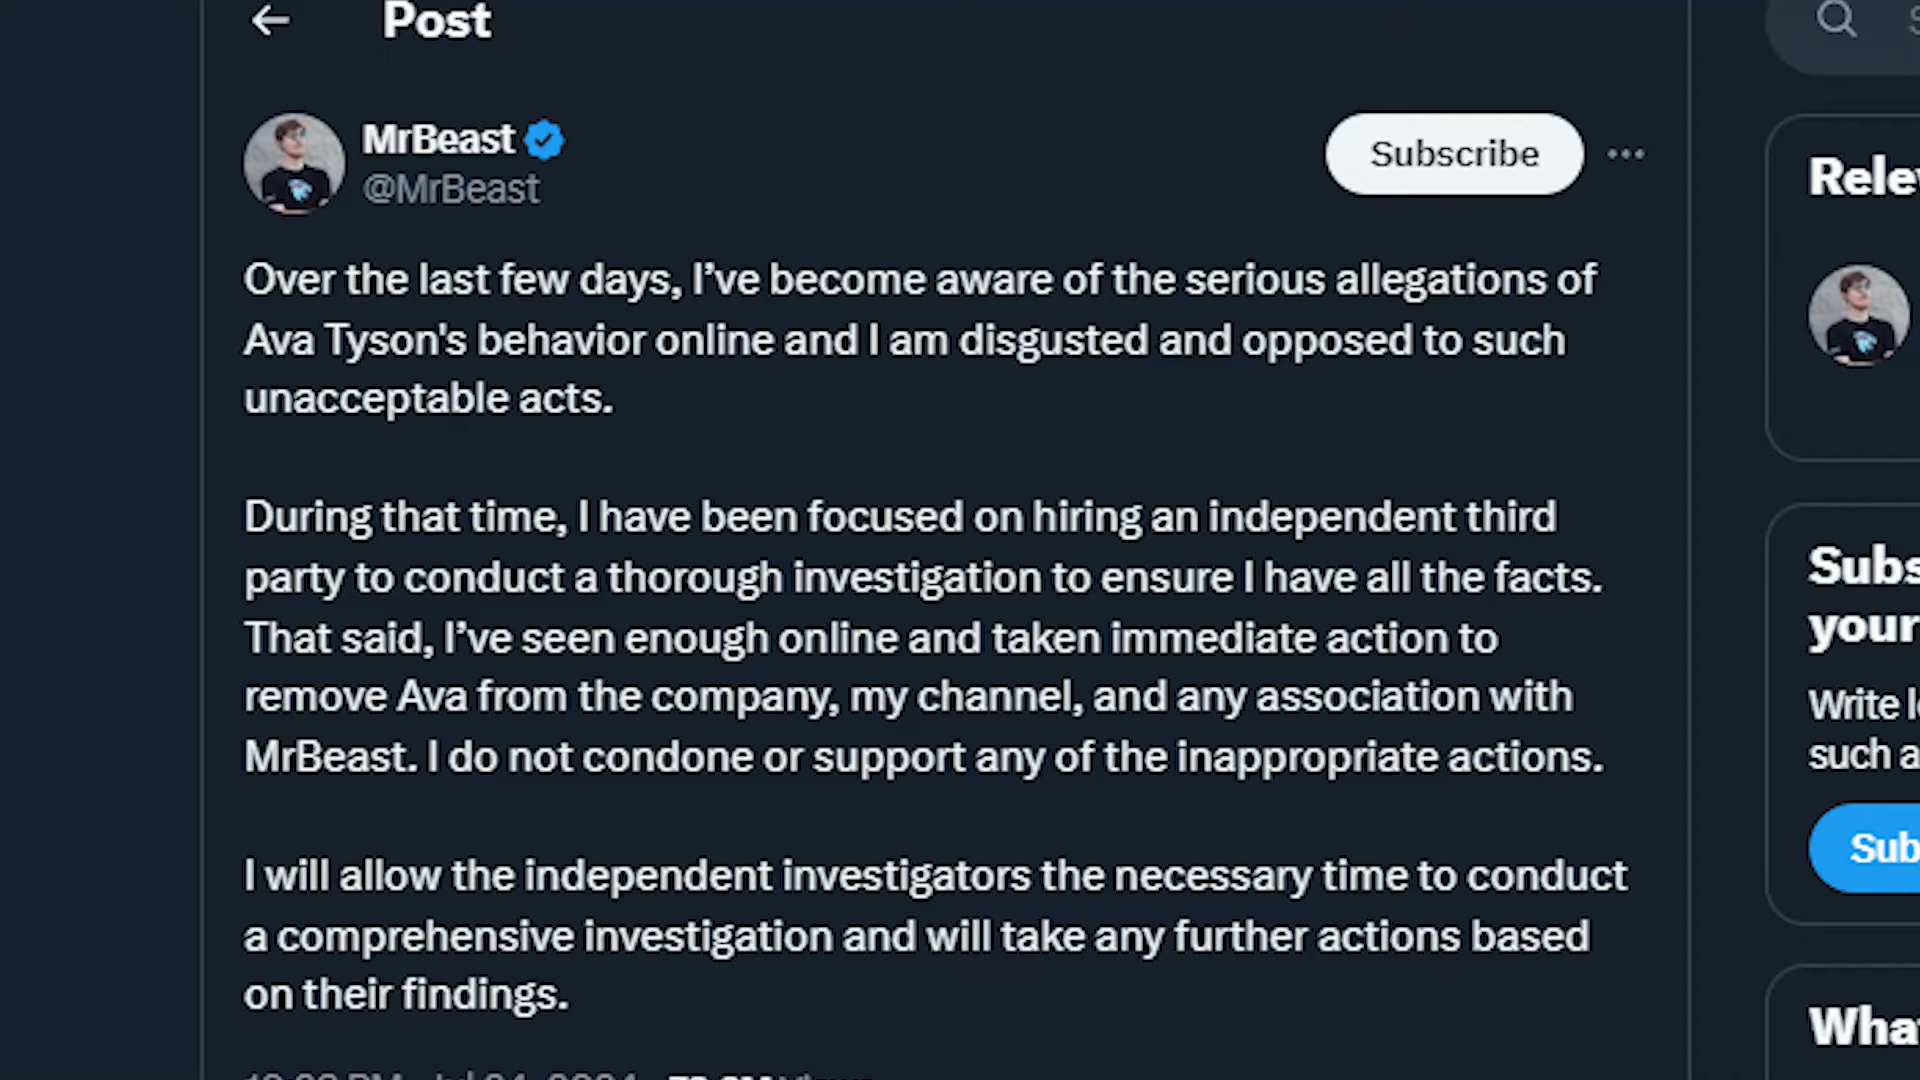 Post
MrBeast
@MrBeast
Subscribe
Over the last few days, I’ve become aware of the serious allegations of
Ava Tyson's behavior online and I am disgusted and opposed to such
unacceptable acts.
During that time, I have been focused on hiring an independent third
party to conduct a thorough investigation to ensure I have all the facts.
That said, I’ve seen enough online and taken immediate action to
remove Ava from the company, my channel, and any association with
MrBeast. I do not condone or support any of the inappropriate actions.
I will allow the independent investigators the necessary time to conduct
a comprehensive investigation and will take any further actions based
on their findings.
your
Write
such